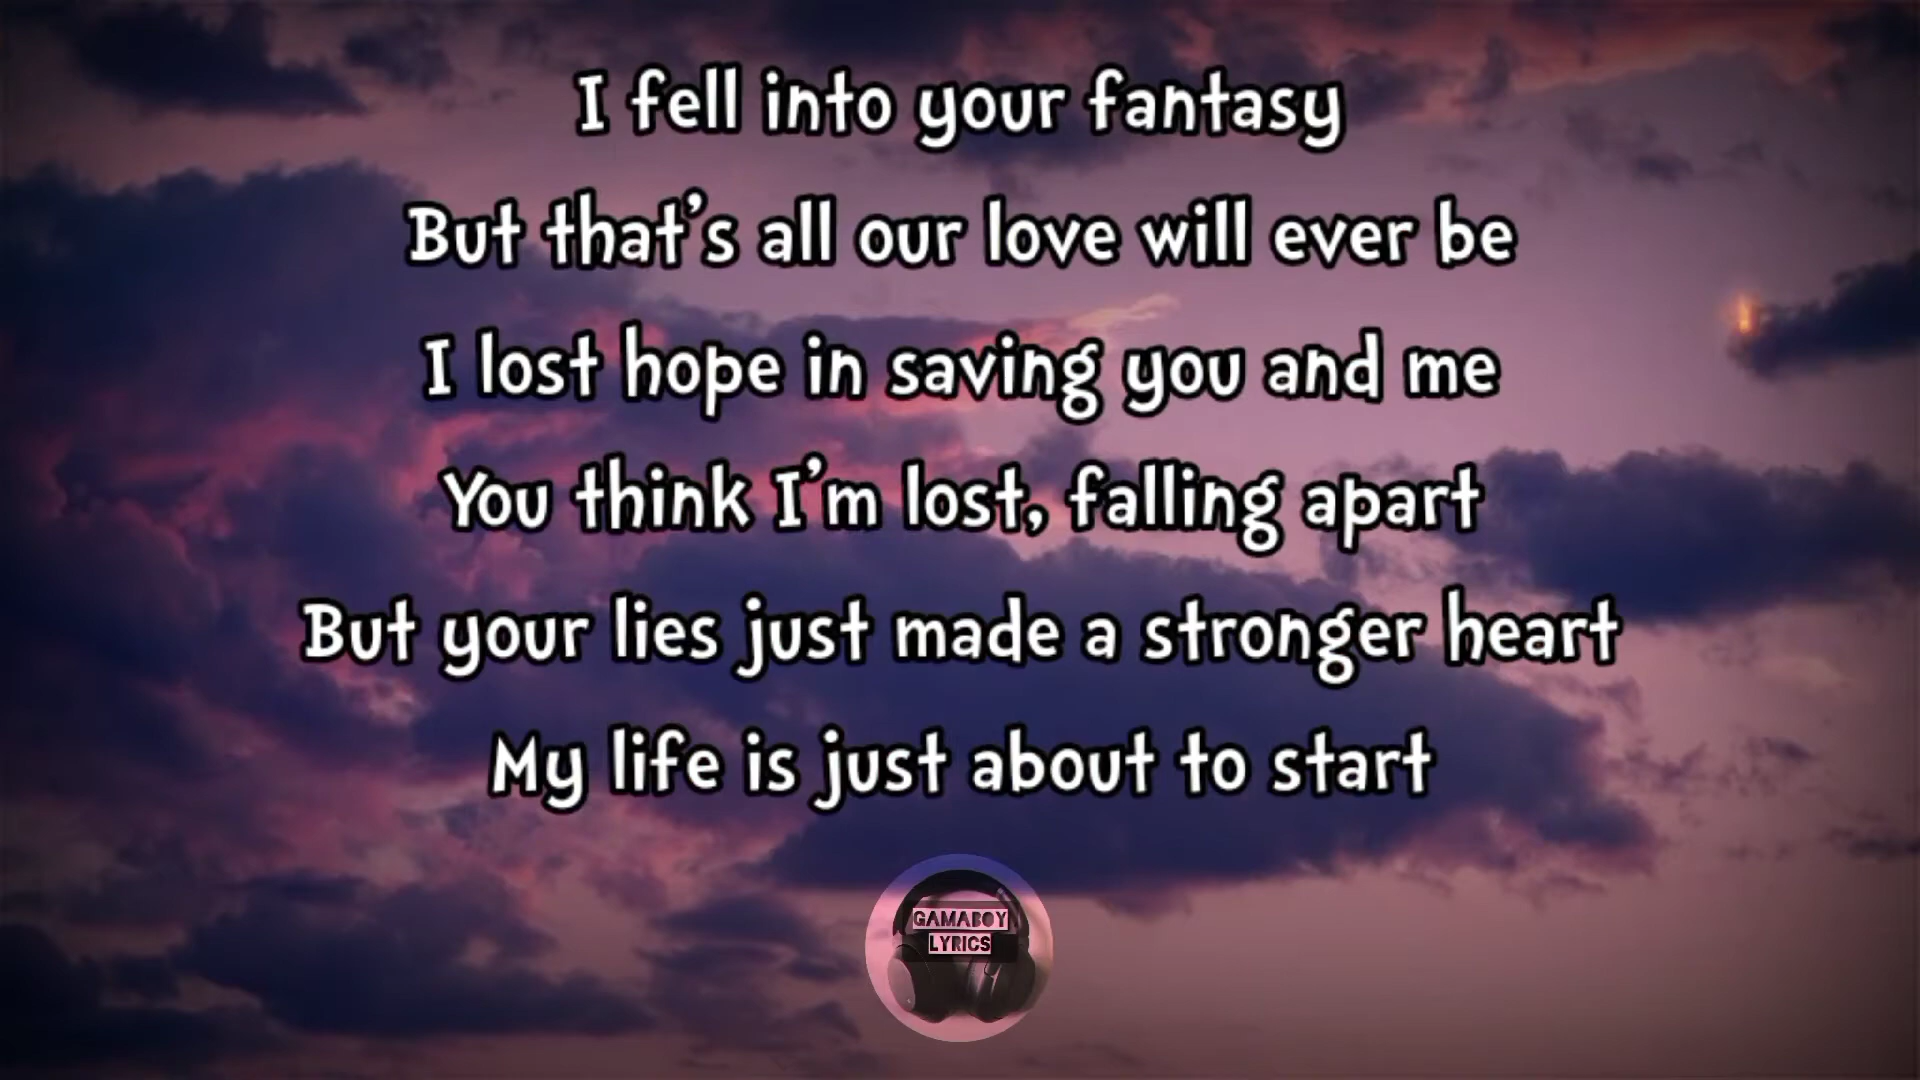 I fell into your fantasy
But that's all our love will ever be
I lost hope in saving you and me
You think I'm lost, falling apart
But your lies just made a stronger heart
My life is just about to start
GAMABOY
LYRICS